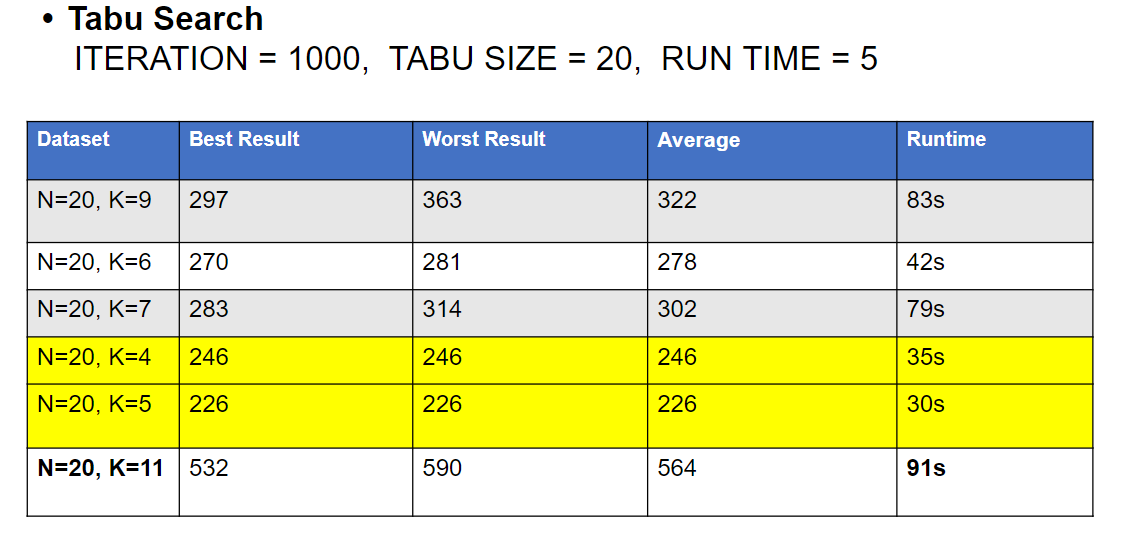 • Tabu Search
ITERATION = 1000, TABU SIZE = 20, RUN TIME = 5
Dataset Best Result Worst Result Average Runtime
N=20, K=9 297 363 322 83s
N=20, K=6 270 281 278 42s
N=20, K=7 283 314 302 79s
N=20, K=4 246 246 246 35s
N=20, K=5 226 226 226 30s
N=20, K=11 532 590 564 91s